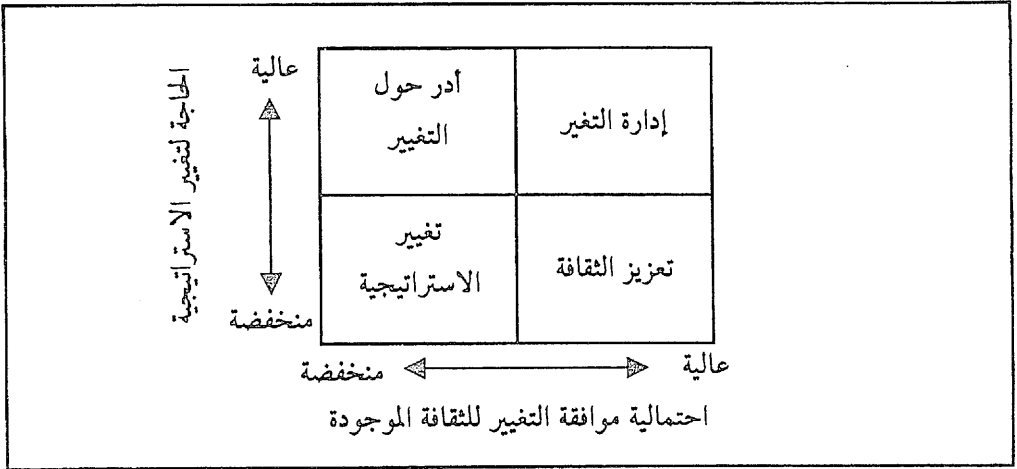 الحاجة لتغيير الاستراتيجية
عالية
أدر حول
التغيير
إدارة التغير
تغيير
الاستراتيجية
تعزيز الثقافة
منخفضة
منخفضة
عالية
احتمالية موافقة التغيير للثقافة الموجودة